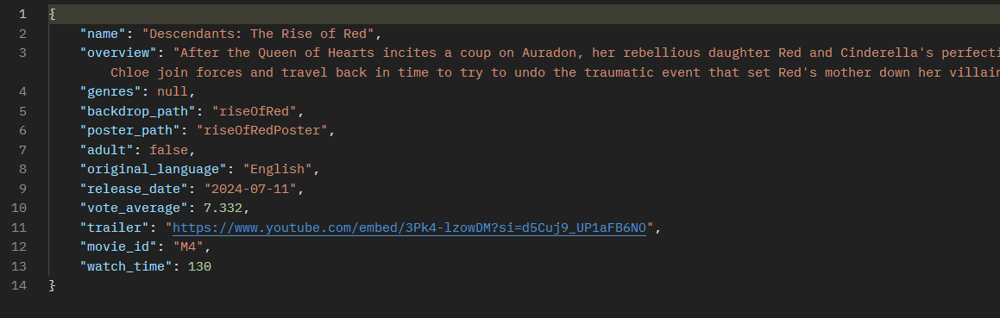 1 {
2 "name": "Descendants: The Rise of Red",
3 "overview": "After the Queen of Hearts incites a coup on Auradon, her rebellious daughter Red and Cinderella's perfecti
Chloe join forces and travel back in time to try to undo the traumatic event that set Red's mother down her villain
4 "genres": null,
5 "backdrop_path": "riseOfRed",
6 "poster_path": "riseOfRedPoster",
7 "adult": false,
8 "original_language": "English",
9 "release_date": "2024-07-11",
10 "vote_average": 7.332,
11 "trailer": "https://www.youtube.com/embed/3Pk4-lzowDM?si=d5Cuj9_UP1aFB6NO",
12 "movie_id": "M4",
13 "watch_time": 130
14 }